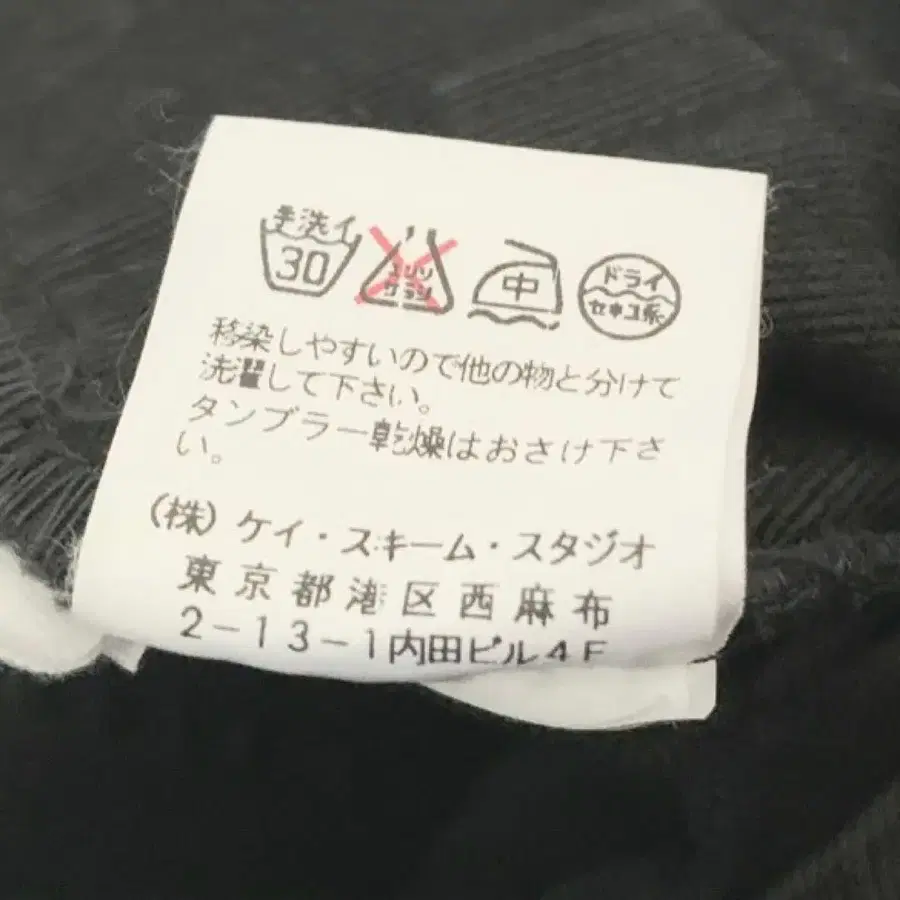 手洗イ
30
エンソ
サラシ
中
ドライ
セキユ系
移染しやすいので他の物と分けて
洗濯して下さい。
タンブラー乾燥はおさけ下さ
い。
(株)ケイ・スキーム・スタジオ
東京都港区西麻布
2-13-1内田ビル4F